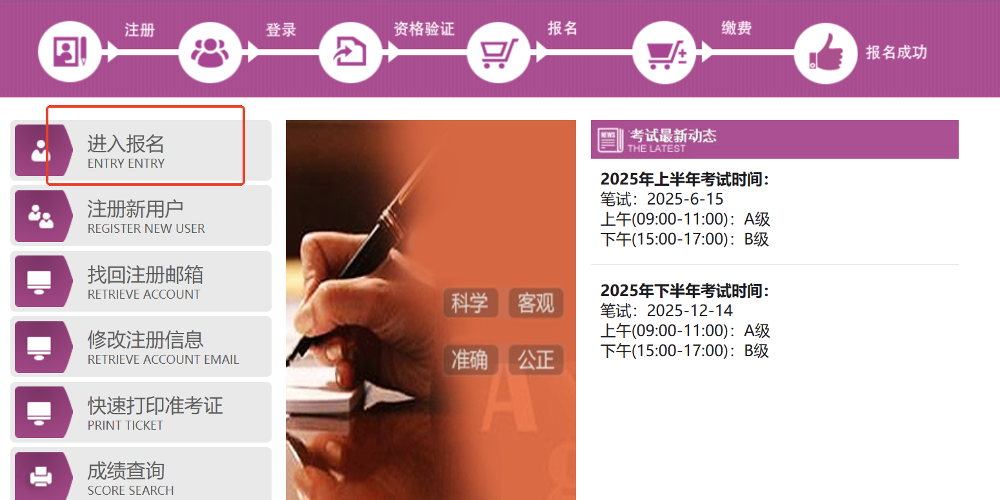 注册
登录
资格验证
报名
缴费
报名成功
进入报名
ENTRY ENTRY
注册新用户
REGISTER NEW USER
找回注册邮箱
RETRIEVE ACCOUNT
修改注册信息
RETRIEVE ACCOUNT EMAIL
快速打印准考证
PRINT TICKET
成绩查询
SCORE SEARCH
科学 客观
准确 公正
A
NEWS
考试最新动态
THE LATEST
2025年上半年考试时间：
笔试：2025-6-15
上午(09:00-11:00)：A级
下午(15:00-17:00)：B级
2025年下半年考试时间：
笔试：2025-12-14
上午(09:00-11:00)：A级
下午(15:00-17:00)：B级